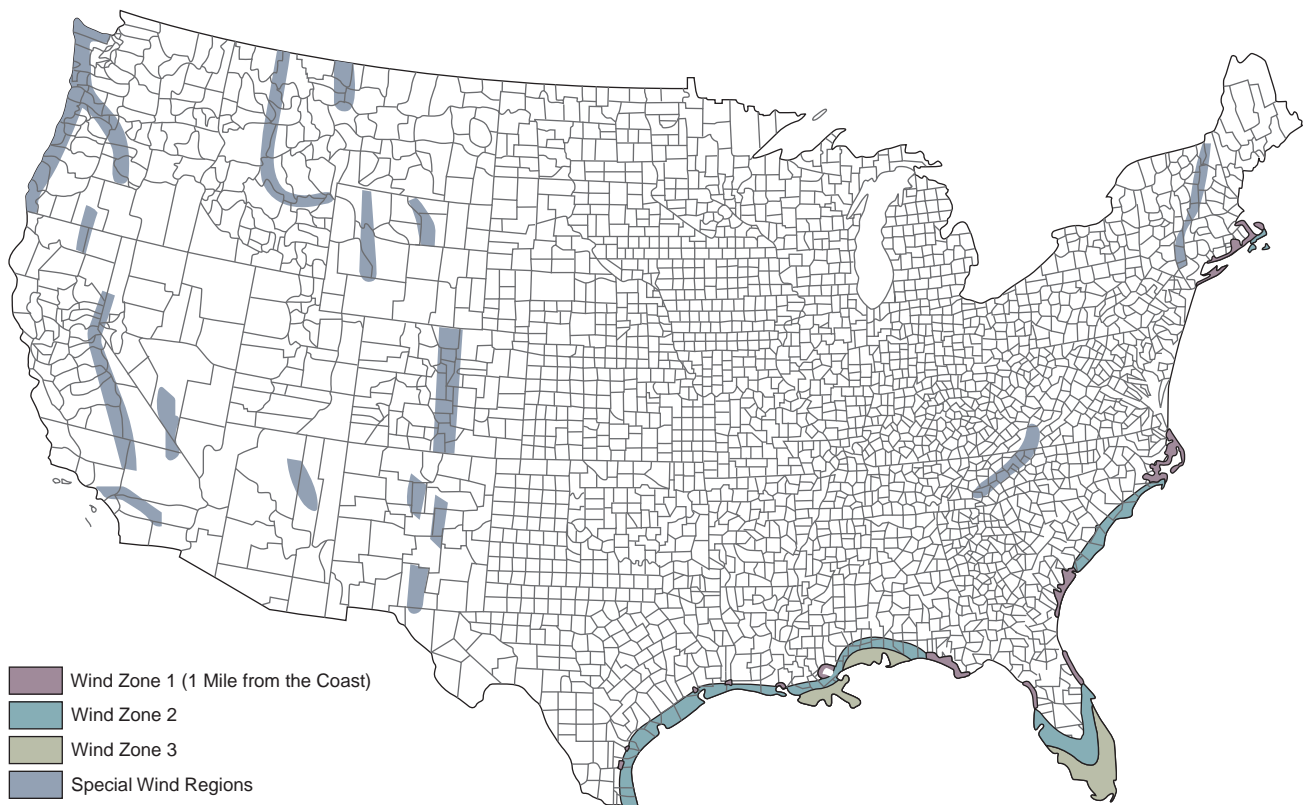 Wind Zone 1 (1 Mile from the Coast)
Wind Zone 2
Wind Zone 3
Special Wind Regions